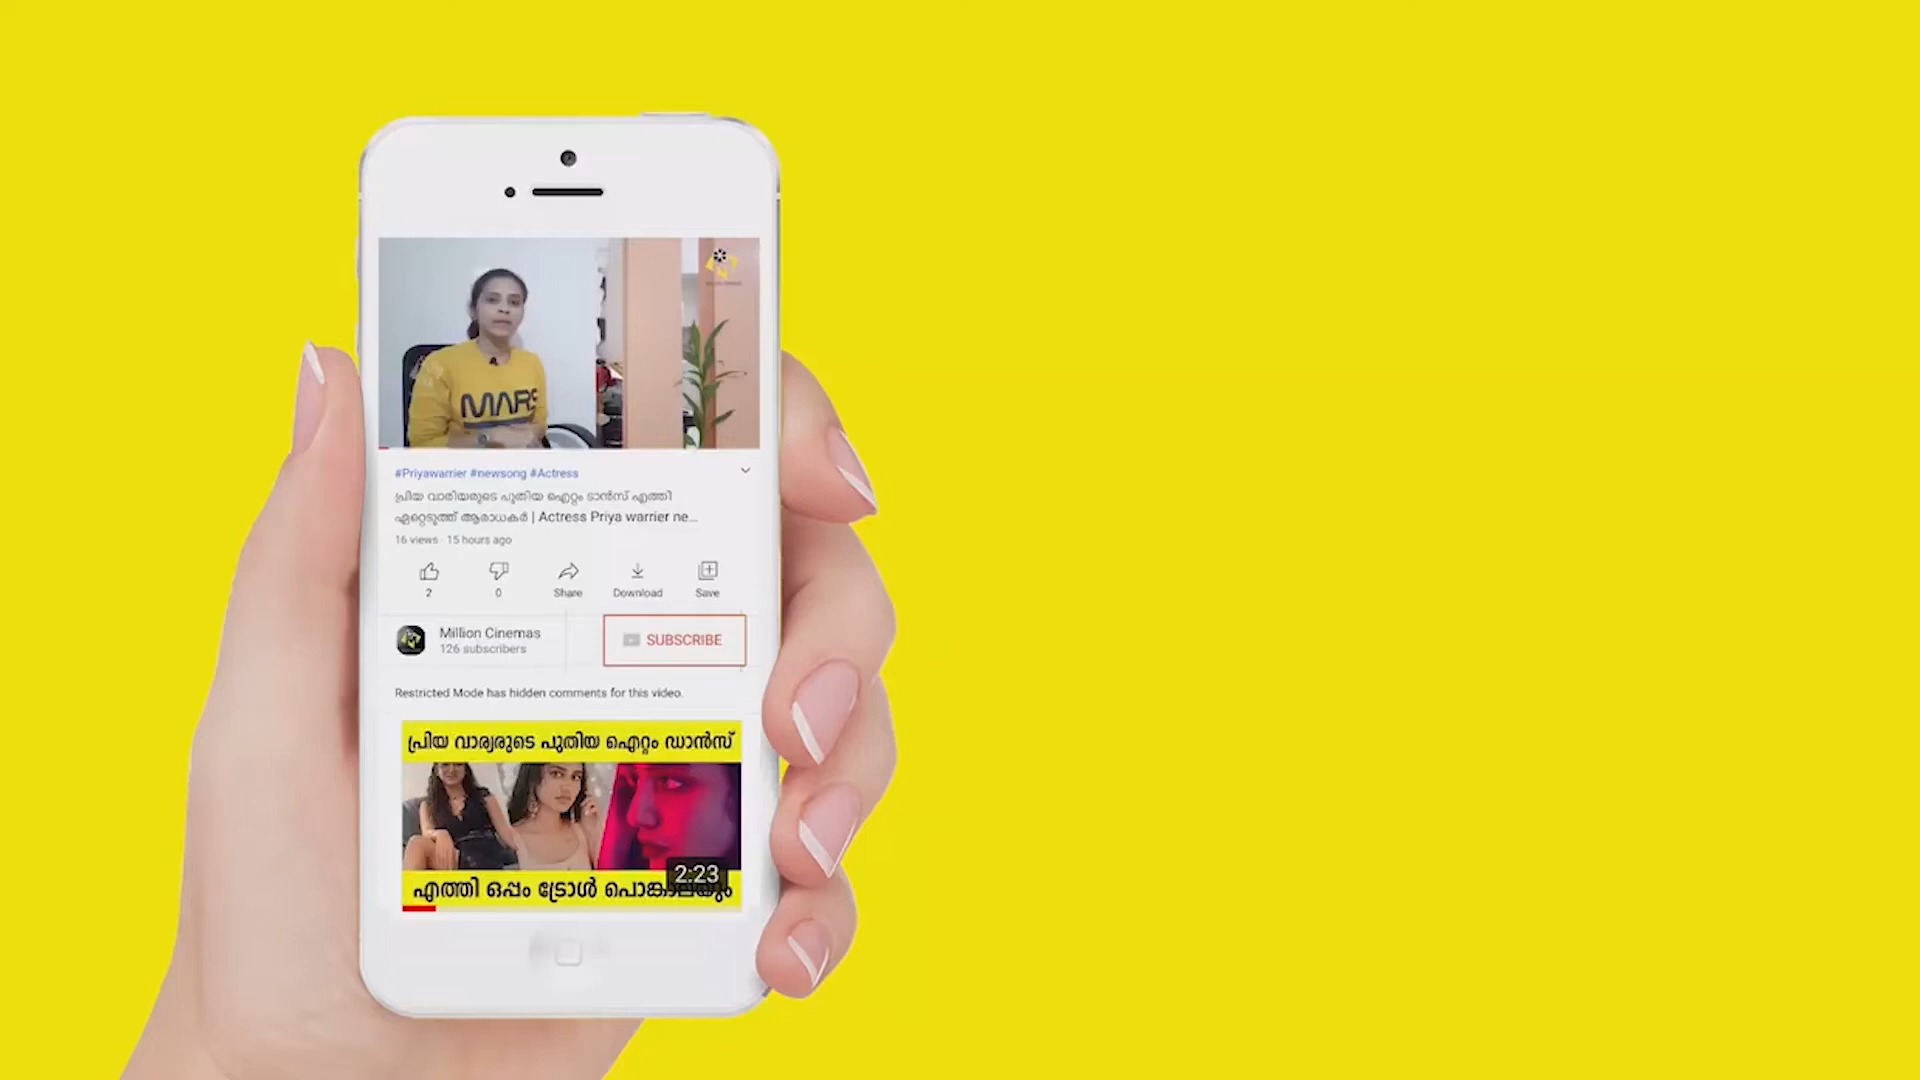 MARS
#Priyawarrier #newsong #Actress
പ്രിയ വാരിയരുടെ പുതിയ ഐറ്റം ടാൻസ് എത്തി
ഏറ്റെടുത്ത് ആരാധകർ | Actress Priya warrier ne...
16 views · 15 hours ago
2
0
Share
Download
Save
Million Cinemas
126 subscribers
SUBSCRIBE
Restricted Mode has hidden comments for this video.
പ്രിയ വാര്യരുടെ പുതിയ ഐറ്റം ഡാൻസ്
2:23
എത്തി ഒപ്പം ട്രോൾ പൊങ്കാലയും